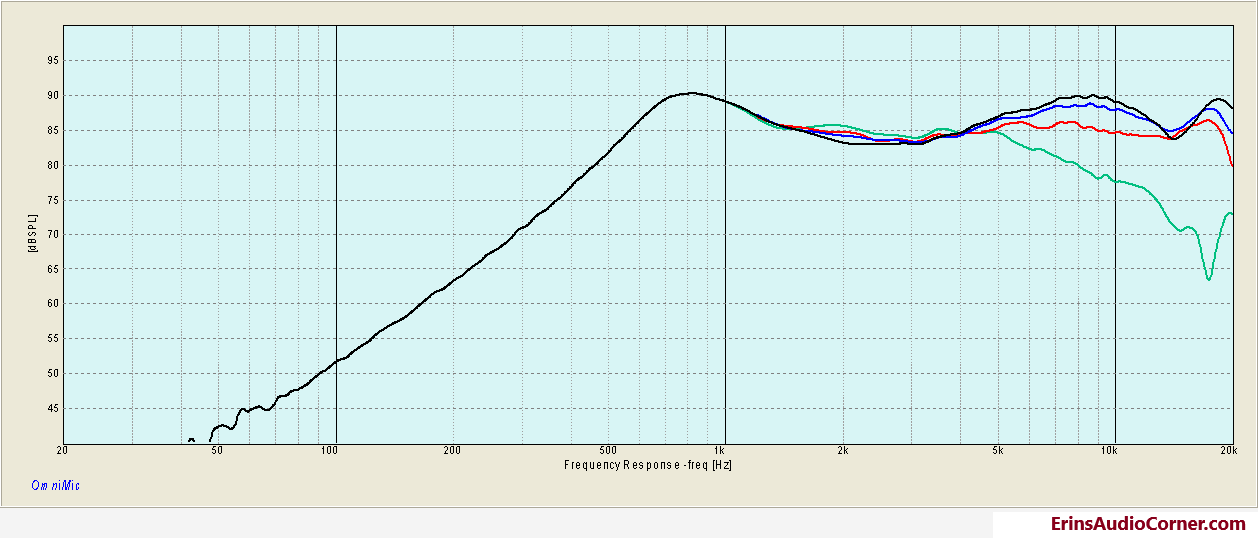 95
90
85
80
75
70
65
60
55
50
45
[dBSPL]
20 50 100 200 500 1k 2k 5k 10k 20k
Frequency Response -freq [Hz]
OmniMic
ErinsAudioCorner.com